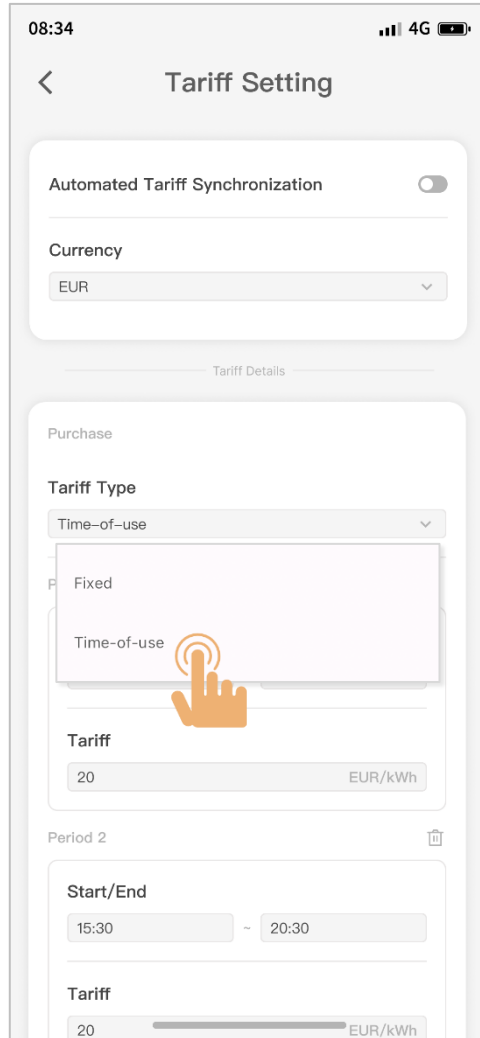 08:34 4G
Tariff Setting
Automated Tariff Synchronization
Currency
EUR
Tariff Details
Purchase
Tariff Type
Time-of-use
P
Fixed
Time-of-use
Tariff
20 EUR/kWh
Period 2
Start/End
15:30 ~ 20:30
Tariff
20 EUR/kWh